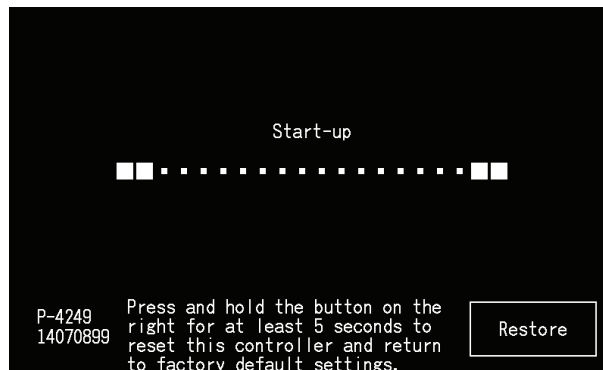 Start-up
P-4249
14070899
Press and hold the button on the
right for at least 5 seconds to
reset this controller and return
to factory default settings.
Restore